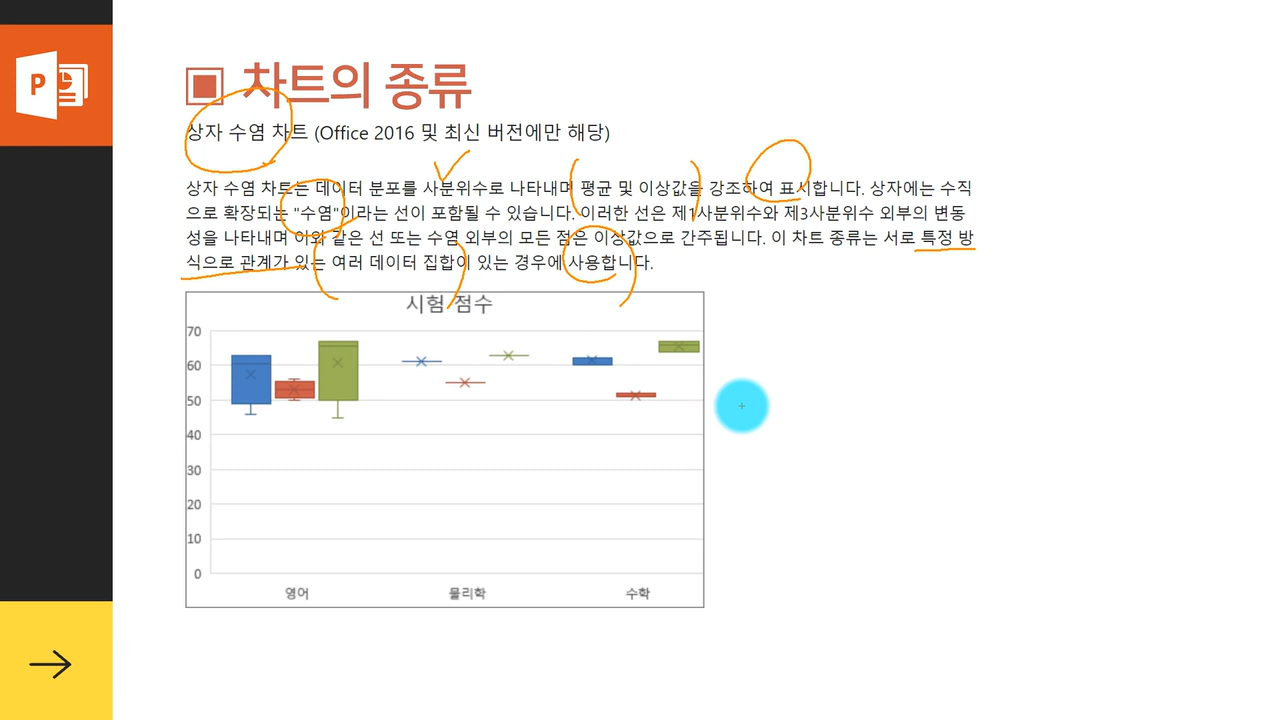 P
차트의 종류
상자 수염 차트 (Office 2016 및 최신 버전에만 해당)
상자 수염 차트는 데이터 분포를 사분위수로 나타내며 평균 및 이상값을 강조하여 표시합니다. 상자에는 수직
으로 확장되는 "수염"이라는 선이 포함될 수 있습니다. 이러한 선은 제1사분위수와 제3사분위수 외부의 변동
성을 나타내며 이와 같은 선 또는 수염 외부의 모든 점은 이상값으로 간주됩니다. 이 차트 종류는 서로 특정 방
식으로 관계가 있는 여러 데이터 집합이 있는 경우에 사용합니다.
시험 점수
70
60
50
40
30
20
10
0
영어 물리학 수학